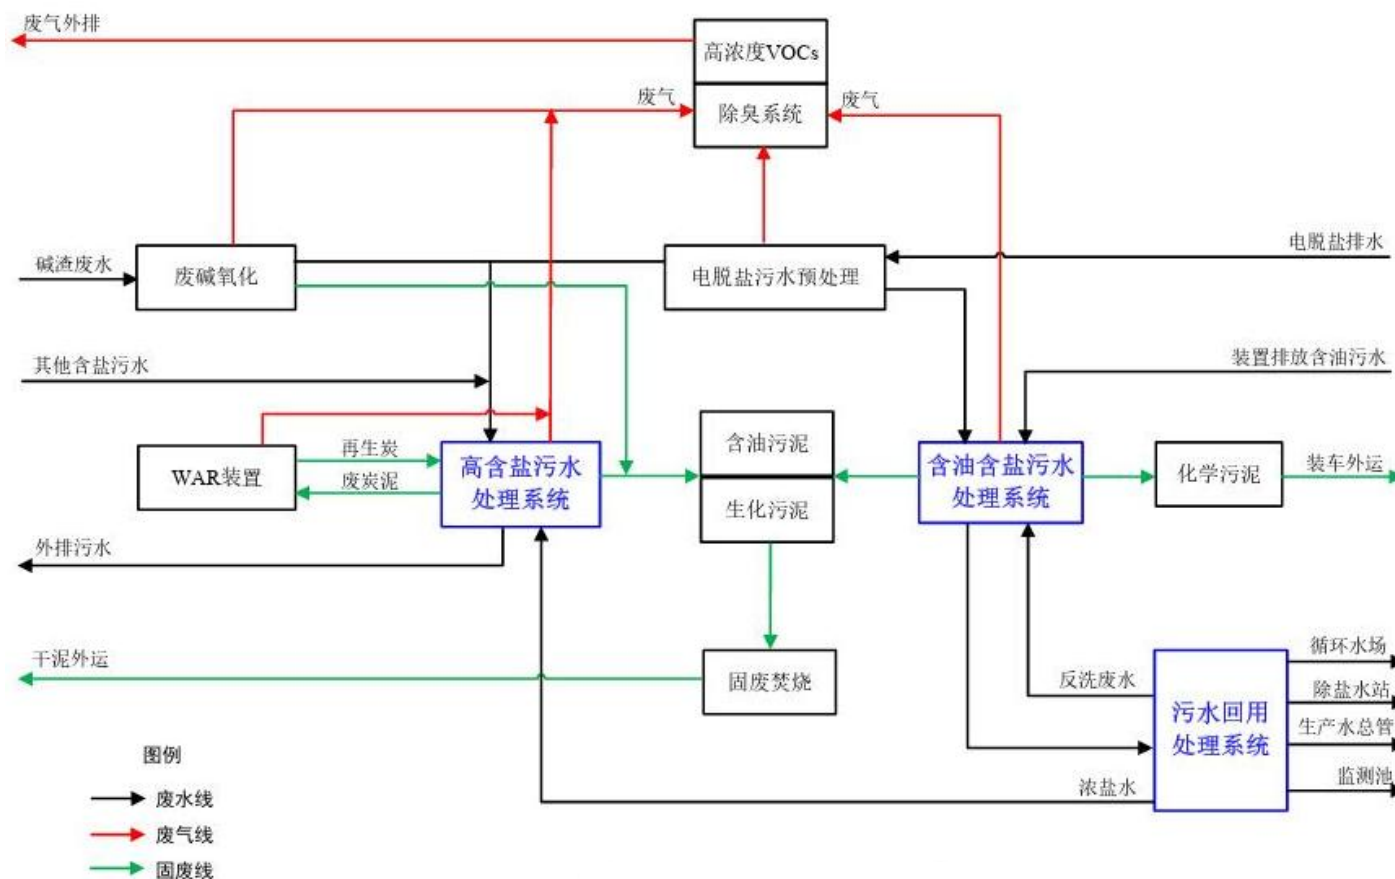 废气外排
高浓度VOCs
废气
除臭系统
废气
碱渣废水
废碱氧化
电脱盐污水预处理
电脱盐排水
其他含盐污水
装置排放含油污水
WAR装置
再生炭
废炭泥
高含盐污水
处理系统
含油污泥
生化污泥
含油含盐污水
处理系统
化学污泥
装车外运
外排污水
干泥外运
固废焚烧
反洗废水
浓盐水
污水回用
处理系统
循环水场
除盐水站
生产水总管
监测池
图例
废水线
废气线
固废线